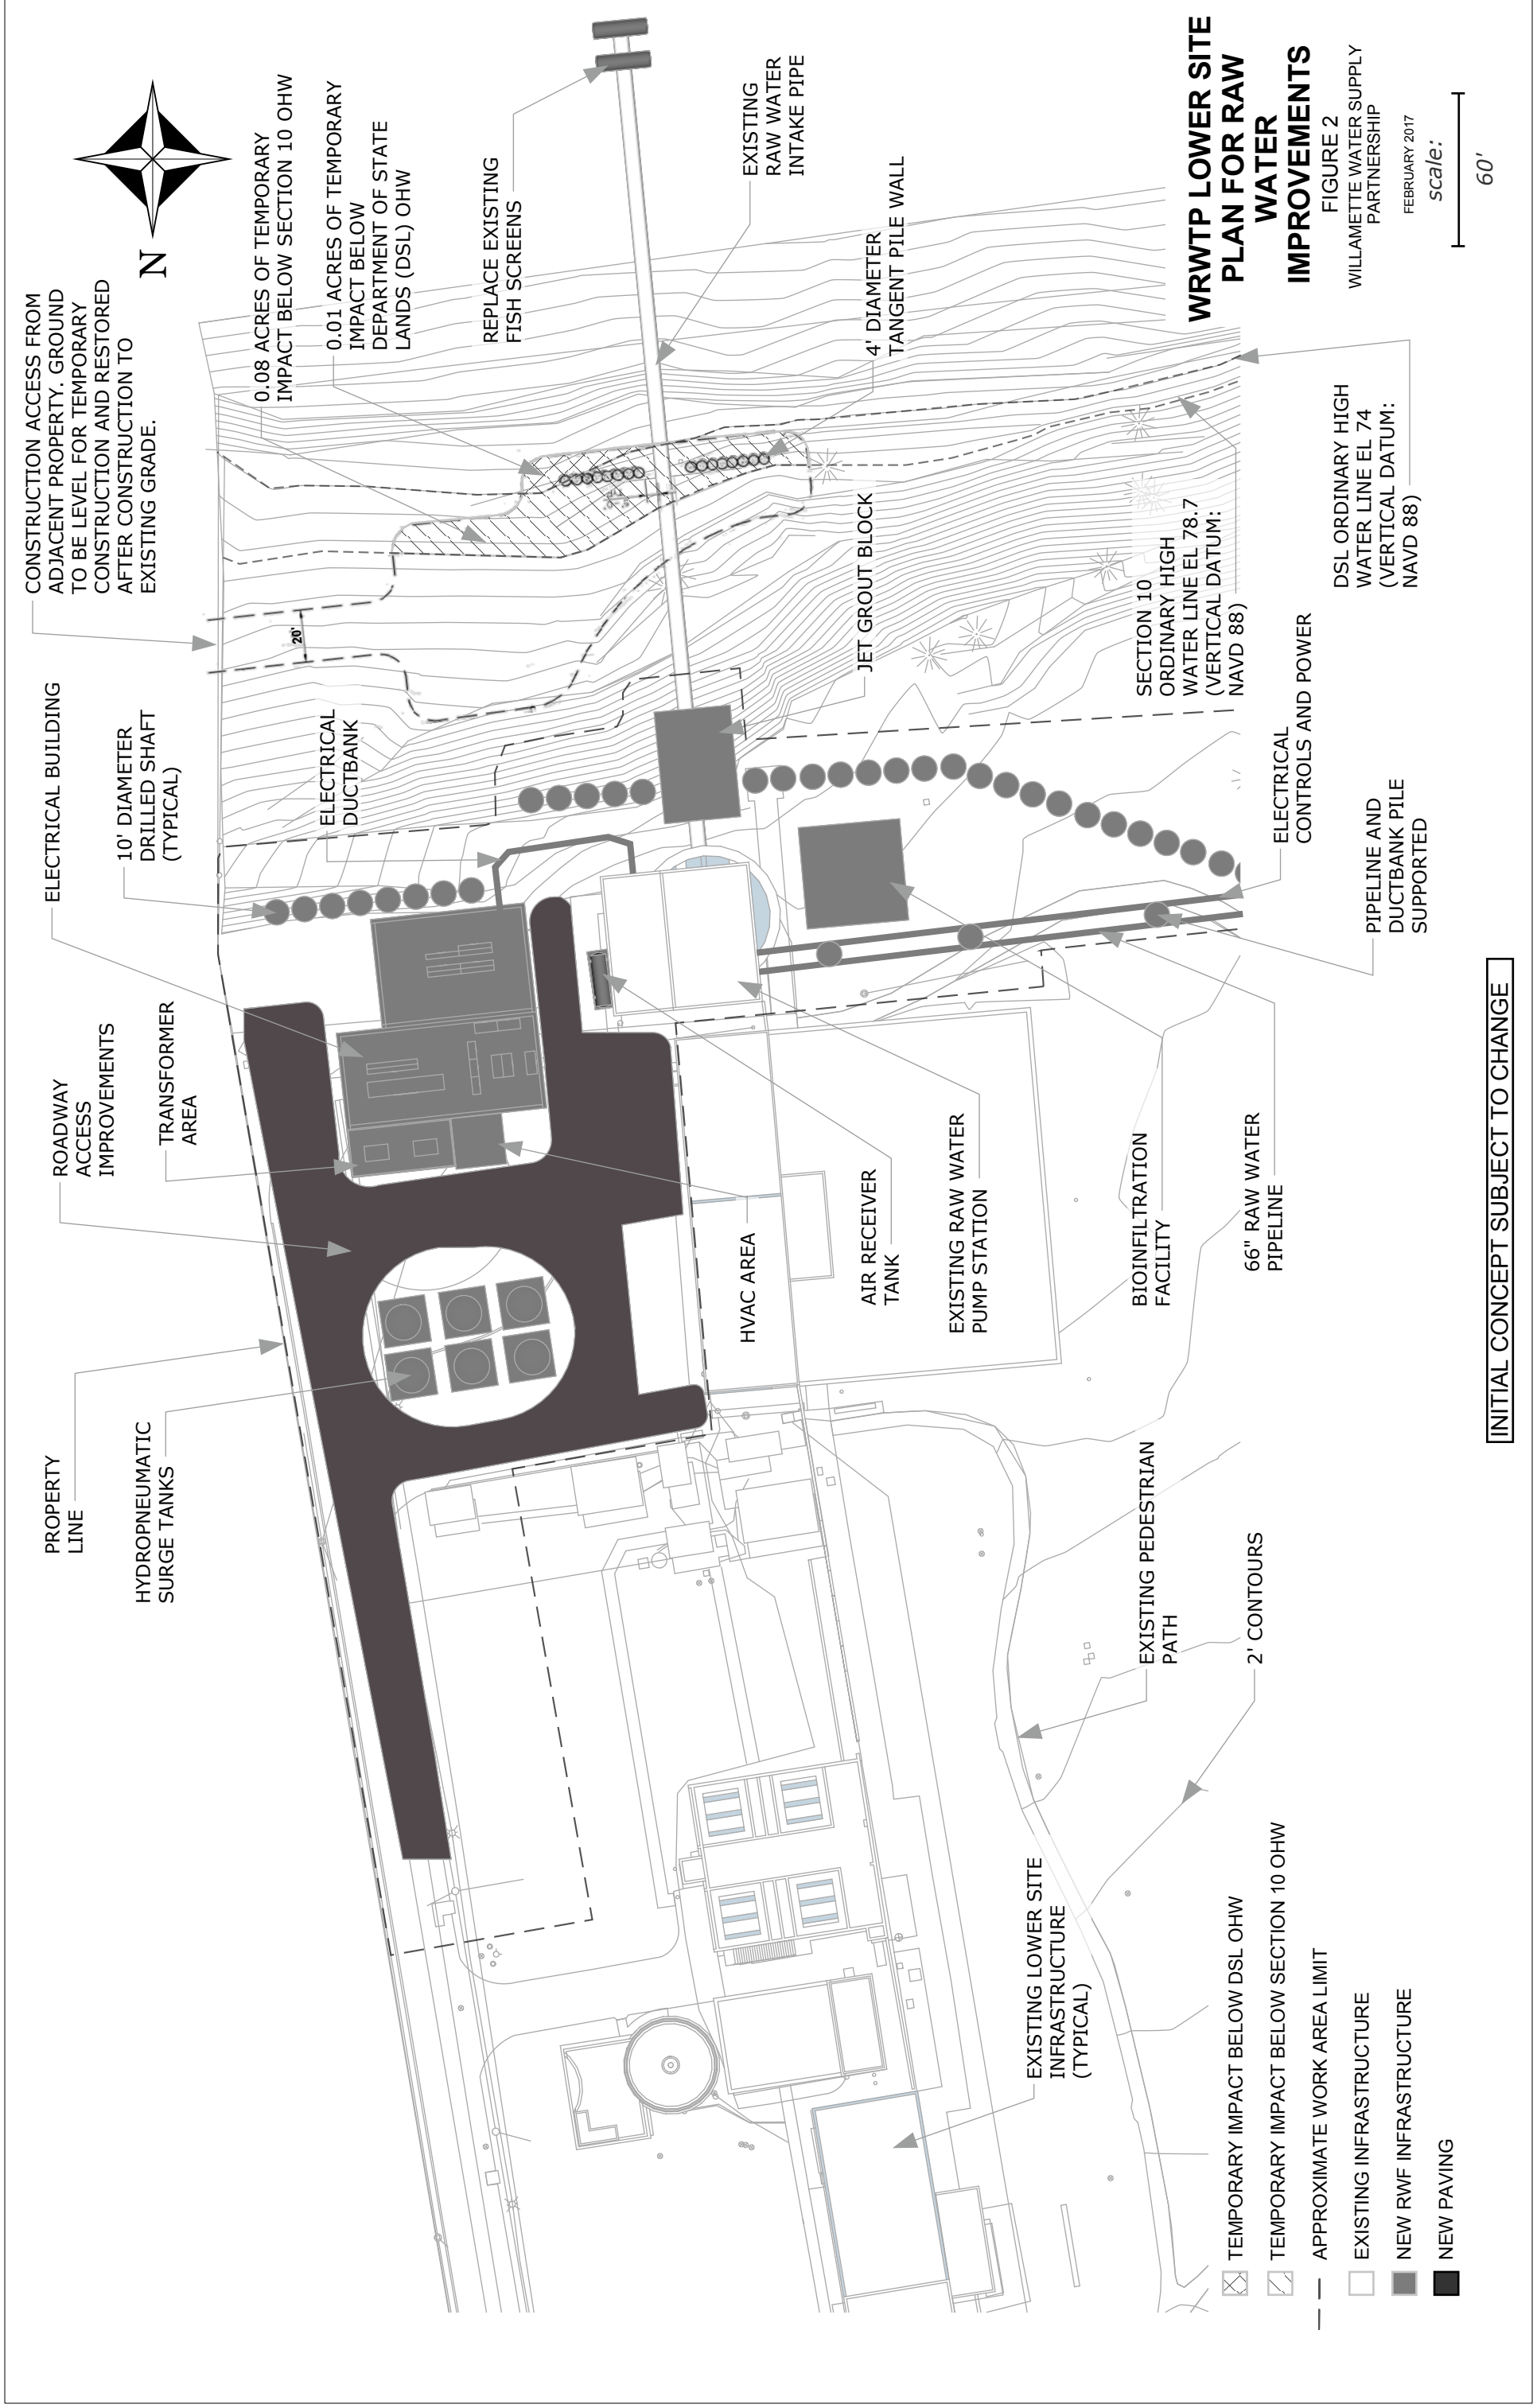 CONSTRUCTION ACCESS FROM
ADJACENT PROPERTY. GROUND
TO BE LEVEL FOR TEMPORARY
CONSTRUCTION AND RESTORED
AFTER CONSTRUCTION TO
EXISTING GRADE.
N
0.08 ACRES OF TEMPORARY
IMPACT BELOW SECTION 10 OHW
0.01 ACRES OF TEMPORARY
IMPACT BELOW
DEPARTMENT OF STATE
LANDS (DSL) OHW
REPLACE EXISTING
FISH SCREENS
EXISTING
RAW WATER
INTAKE PIPE
4' DIAMETER
TANGENT PILE WALL
20'
ELECTRICAL BUILDING
10' DIAMETER
DRILLED SHAFT
(TYPICAL)
ELECTRICAL
DUCTBANK
JET GROUT BLOCK
SECTION 10
ORDINARY HIGH
WATER LINE EL 78.7
(VERTICAL DATUM:
NAVD 88)
DSL ORDINARY HIGH
WATER LINE EL 74
(VERTICAL DATUM:
NAVD 88)
ELECTRICAL
CONTROLS AND POWER
PIPELINE AND
DUCTBANK PILE
SUPPORTED
ROADWAY
ACCESS
IMPROVEMENTS
TRANSFORMER
AREA
PROPERTY
LINE
HYDROPNEUMATIC
SURGE TANKS
HVAC AREA
AIR RECEIVER
TANK
EXISTING RAW WATER
PUMP STATION
BIOINFILTRATION
FACILITY
66" RAW WATER
PIPELINE
EXISTING PEDESTRIAN
PATH
2' CONTOURS
EXISTING LOWER SITE
INFRASTRUCTURE
(TYPICAL)
TEMPORARY IMPACT BELOW DSL OHW
TEMPORARY IMPACT BELOW SECTION 10 OHW
APPROXIMATE WORK AREA LIMIT
EXISTING INFRASTRUCTURE
NEW RWF INFRASTRUCTURE
NEW PAVING
INITIAL CONCEPT SUBJECT TO CHANGE
WRWTP LOWER SITE
PLAN FOR RAW
WATER
IMPROVEMENTS
FIGURE 2
WILLAMETTE WATER SUPPLY
PARTNERSHIP
FEBRUARY 2017
scale:
60'